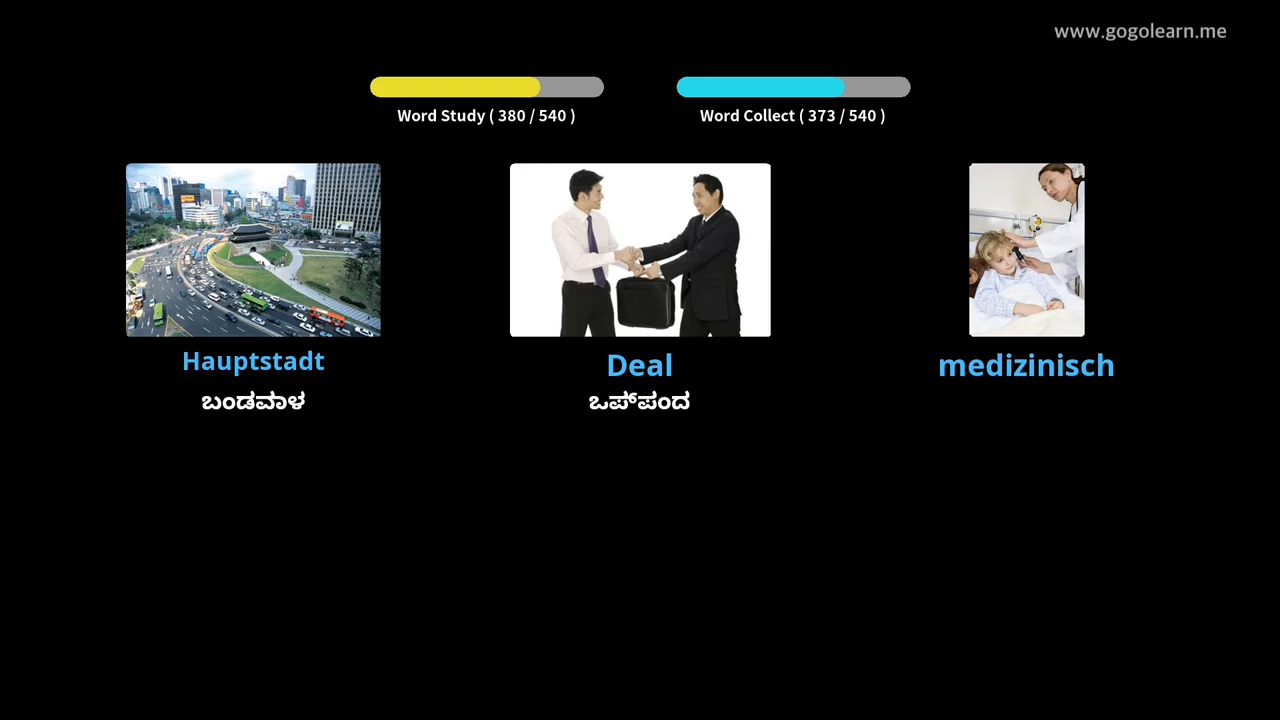 www.gogolearn.me
Word Study ( 380 / 540 )
Word Collect ( 373 / 540 )
Hauptstadt
Deal
medizinisch
ಬಂಡವಾಳ
ಒಪ್ಪಂದ